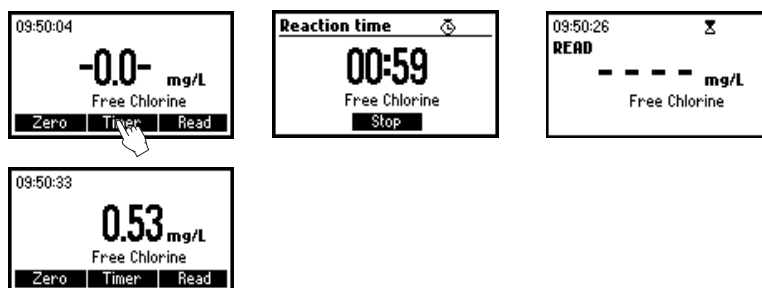 09:50:04
-0.0- mg/L
Free Chlorine
Zero Timer Read
Reaction time
00:59
Free Chlorine
Stop
09:50:26
READ
- - - - mg/L
Free Chlorine
09:50:33
0.53 mg/L
Free Chlorine
Zero Timer Read